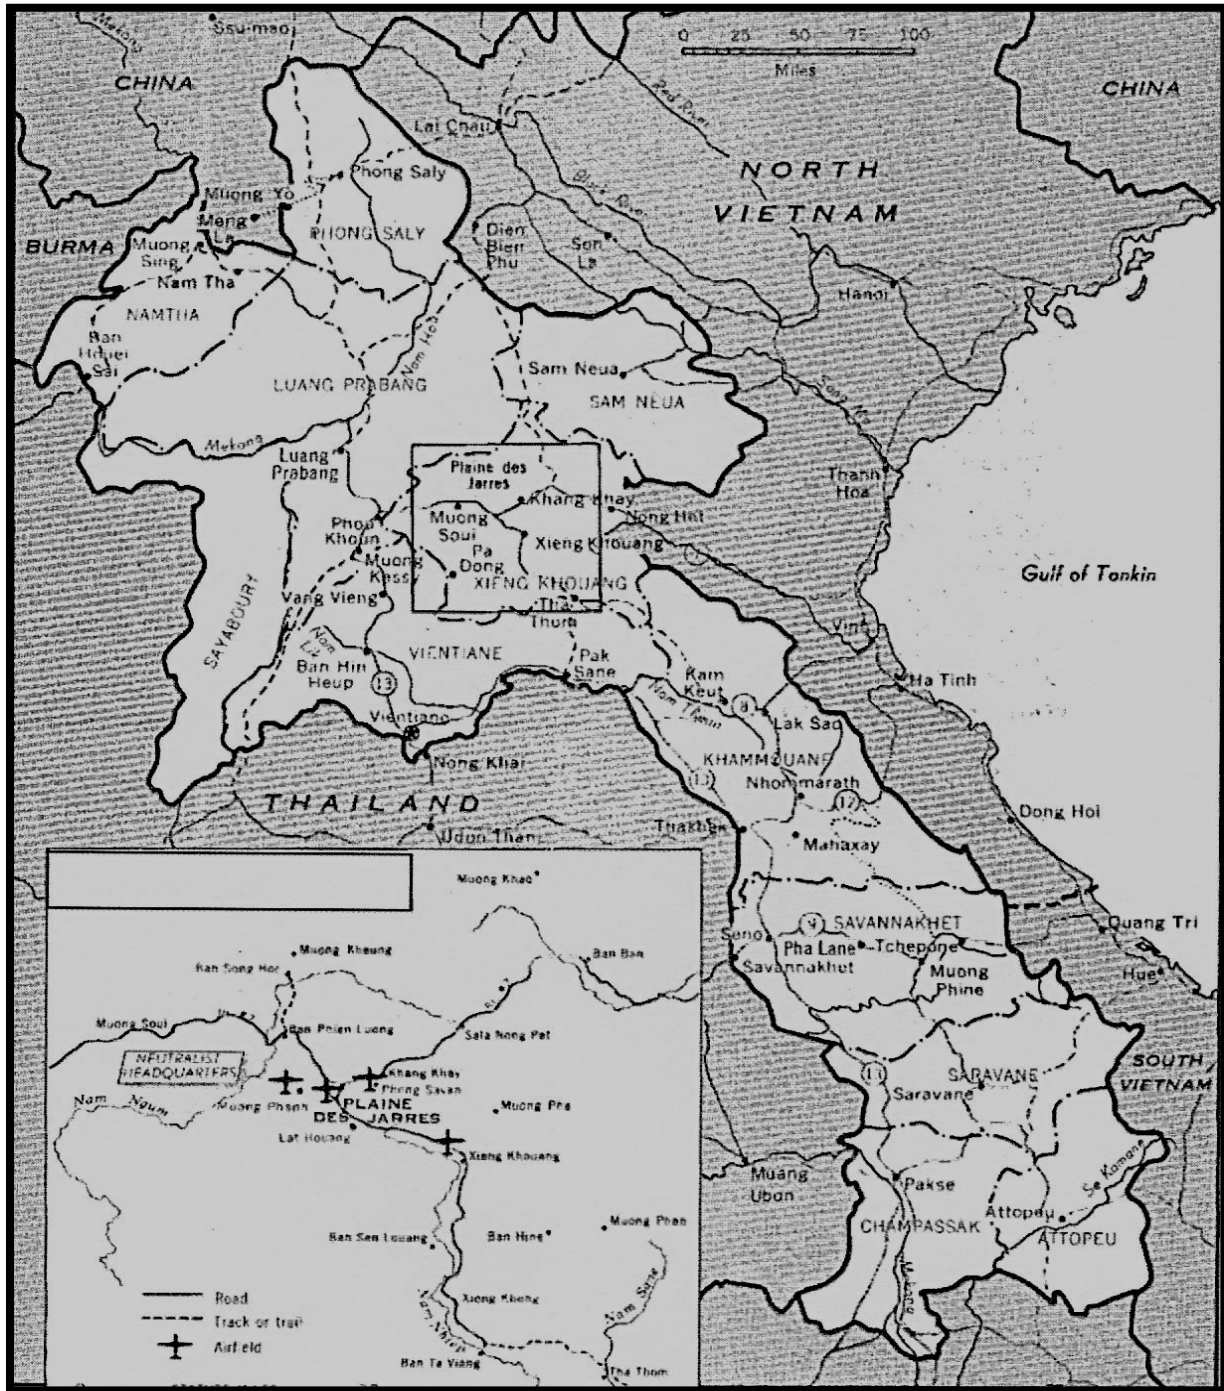 Mekong
Ssu-mao
CHINA
0 25 50 75 100
Miles
Red River
CHINA
Lai Chau
Phong Saly
NORTH
VIETNAM
Black River
Muong Yo
Meng
La
PHONG SALY
BURMA
Muong
Sing
Dien
Bien
Phu
Son
La
Nam Tha
Hanoi
NAMTHA
Ban
Houei
Sai
Nam Hou
LUANG PRABANG
Sam Neua
SAM NEUA
Song Ma
Mekong
Luang
Prabang
Plaine des
Jarres
Thanh
Hoa
Khang Khay
Nong Het
Muong
Soui
Phou
Khoun
Xieng Khouang
7
Muong
Kassy
Pa
Dong
Gulf of Tonkin
XIENG KHOUANG
Vang Vieng
Tha
Thom
SAYABOURY
Nam
Lik
Vinh
VIENTIANE
Ban Hin
Heup
Pak
Sane
13
Kam
Keut
Ha Tinh
8
Nam Theun
Vientiane
Lak Sao
Nong Khai
KHAMMOUANE
13
Nhommarath
THAILAND
12
Dong Hoi
Udon Thani
Thakhek
Mahaxay
Muong Khao
9
SAVANNAKHET
Quang Tri
Seno
Pha Lane
Tchepone
Muong Kheung
Ban Ban
Ban Song Hoc
Savannakhet
Muong
Phine
Hue
Muong Soui
Ban Phien Luong
Sala Nong Pet
NEUTRALIST
HEADQUARTERS
SOUTH
VIETNAM
Khang Khay
Phong Savan
13
SARAVANE
Saravane
Nam Ngum
Muong Phanh
PLAINE
DES JARRES
Muong Pha
Lat Houang
Xieng Khouang
Se Kamane
Muang
Ubon
Pakse
Attopeu
Muong Phan
CHAMPASSAK
ATTOPEU
Ban Sen Louang
Ban Hine
Mekong
Nam Sane
Road
Xieng Khong
Track or trail
Nam Nhiep
Airfield
Ban Ta Viang
Tha Thom